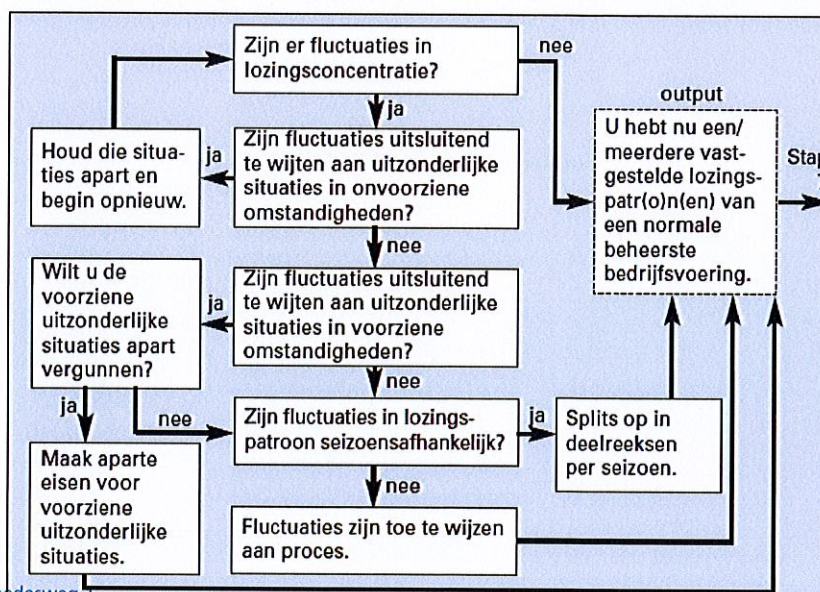 Zijn er fluctuaties in
lozingsconcentratie?
nee
ja
output
Houd die situa-
ties apart en
begin opnieuw.
ja
Zijn fluctuaties uitsluitend
te wijten aan uitzonderlijke
situaties in onvoorziene
omstandigheden?
U hebt nu een/
meerdere vast-
gestelde lozings-
patr(o)n(en) van
een normale
beheerste
bedrijfsvoering.
nee
Wilt u de
voorziene
uitzonderlijke
situaties apart
vergunnen?
ja
Zijn fluctuaties uitsluitend
te wijten aan uitzonderlijke
situaties in voorziene
omstandigheden?
nee
ja
nee
Zijn fluctuaties in lozings-
patroon seizoensafhankelijk?
ja
Splits op in
deelreeksen
per seizoen.
nee
Maak aparte
eisen voor
voorziene
uitzonderlijke
situaties.
Fluctuaties zijn toe te wijzen
aan proces.